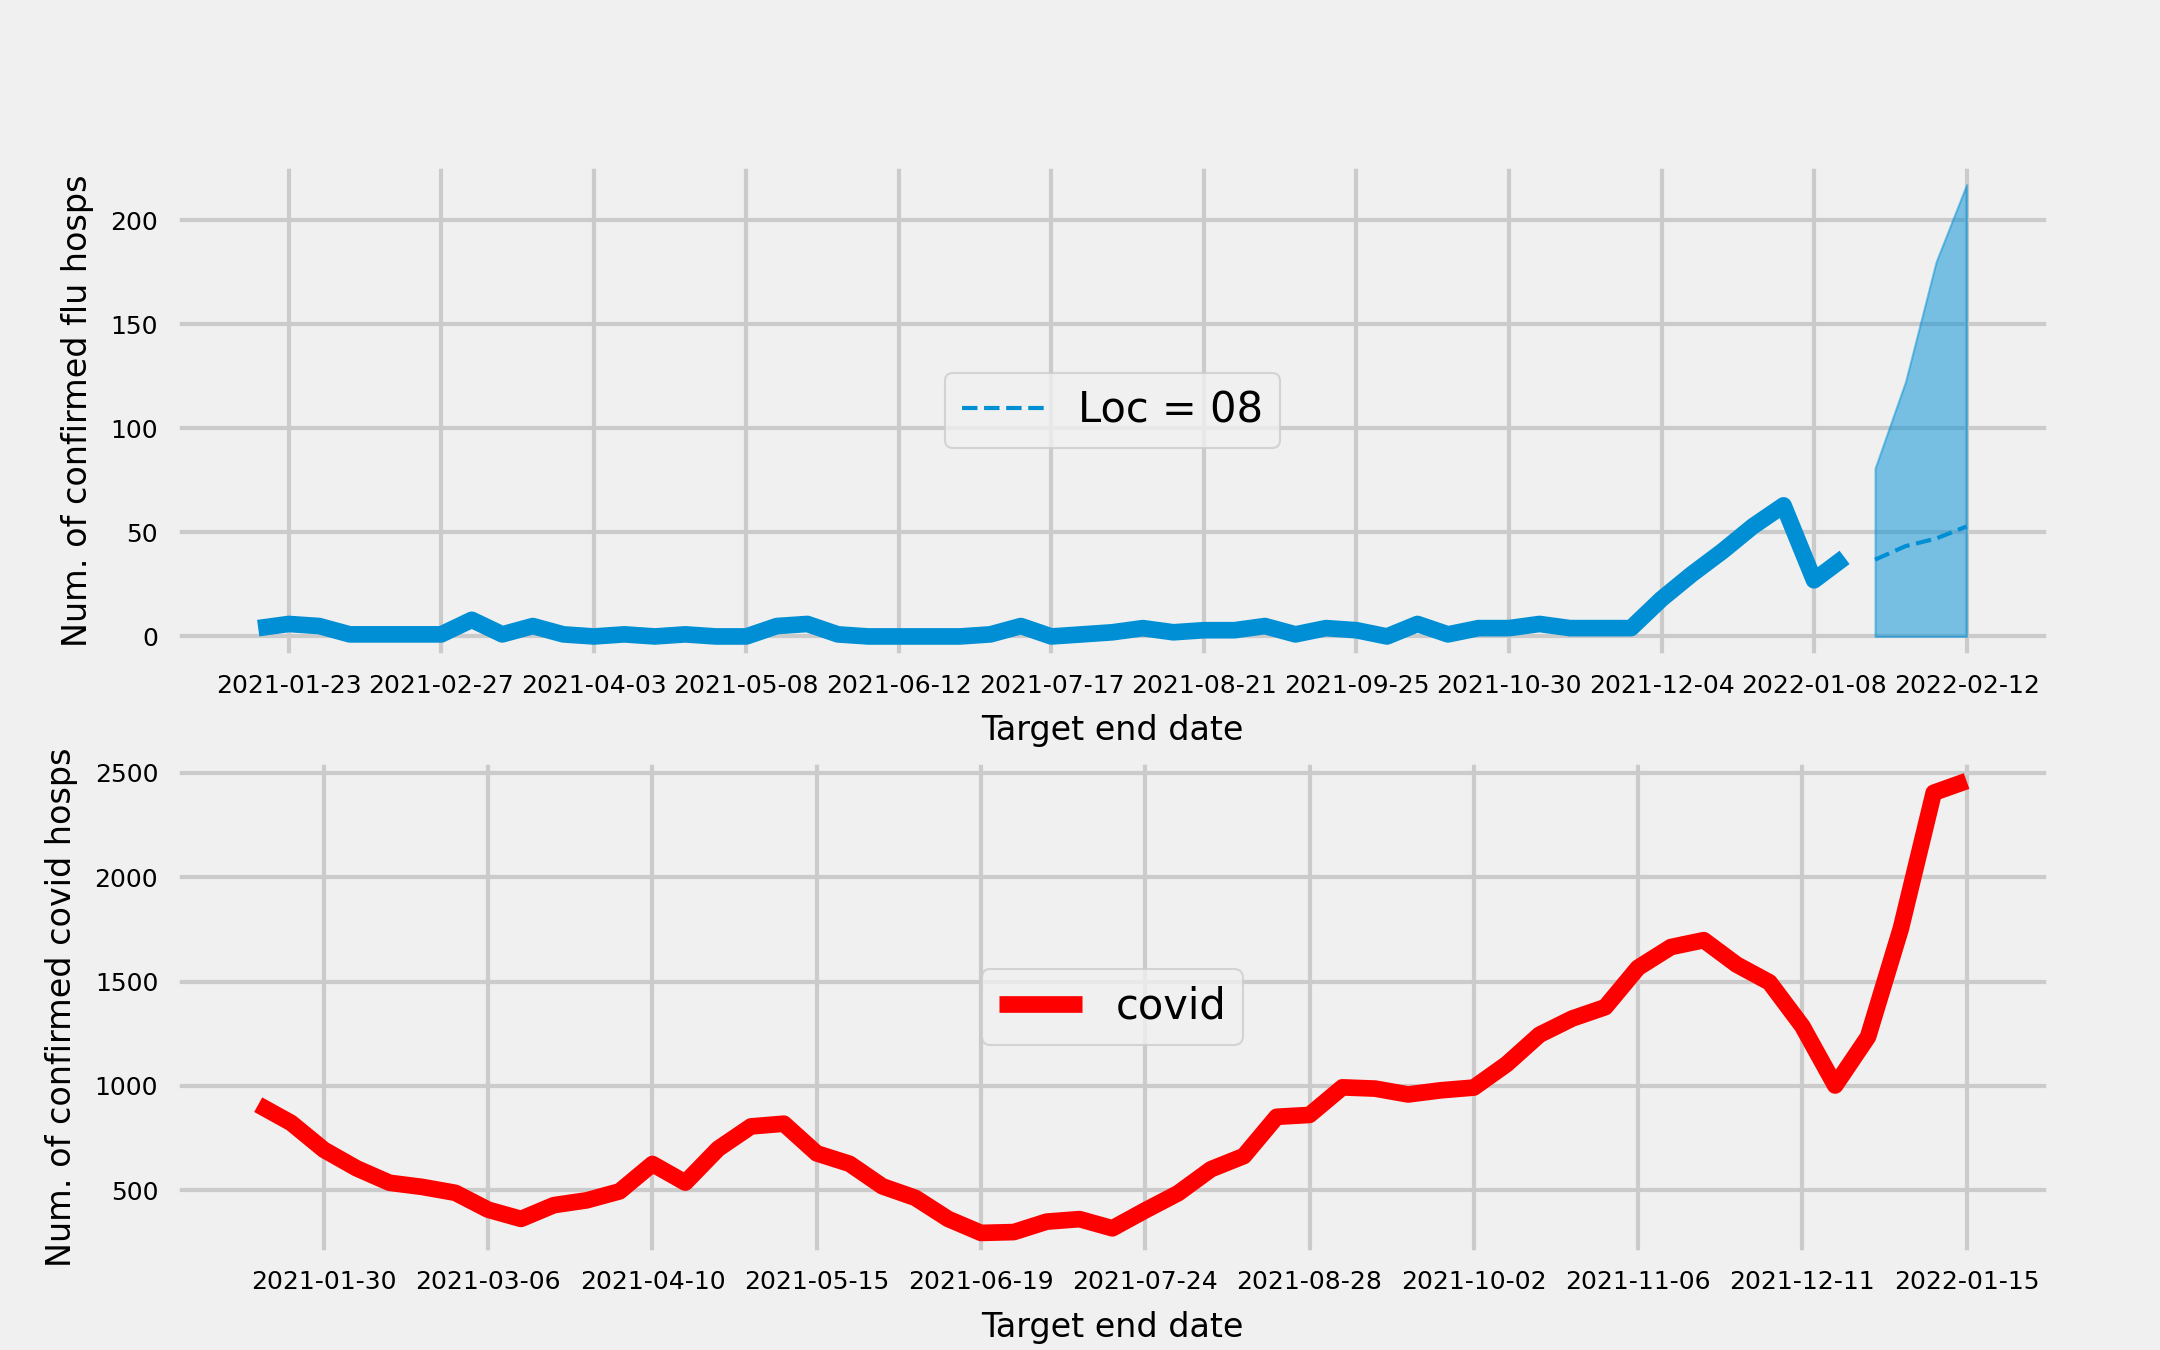 Num. of confirmed flu hosps
200
150
100
50
0
Loc = 08
2021-01-23 2021-02-27 2021-04-03 2021-05-08 2021-06-12 2021-07-17 2021-08-21 2021-09-25 2021-10-30 2021-12-04 2022-01-08 2022-02-12
Target end date
Num. of confirmed covid hosps
2500
2000
1500
1000
500
covid
2021-01-30 2021-03-06 2021-04-10 2021-05-15 2021-06-19 2021-07-24 2021-08-28 2021-10-02 2021-11-06 2021-12-11 2022-01-15
Target end date